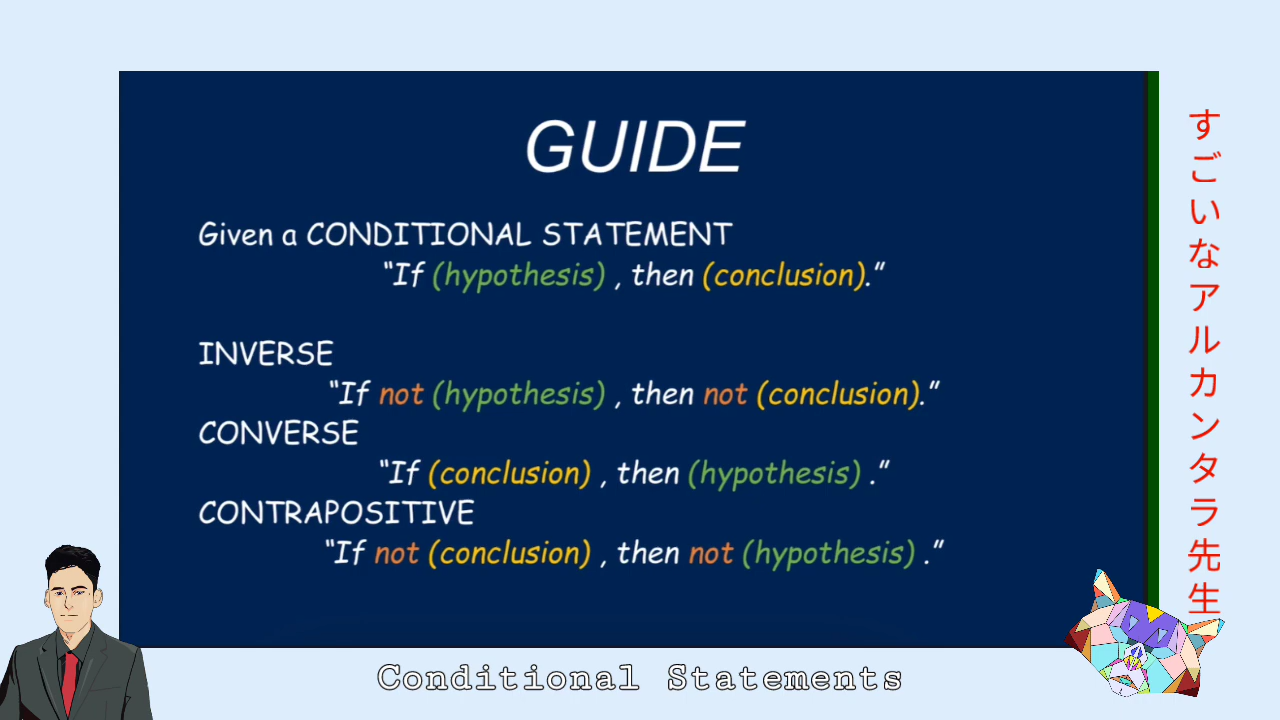 GUIDE
Given a CONDITIONAL STATEMENT
“If (hypothesis) , then (conclusion).”
INVERSE
“If not (hypothesis) , then not (conclusion).”
CONVERSE
“If (conclusion) , then (hypothesis) .”
CONTRAPOSITIVE
“If not (conclusion) , then not (hypothesis) .”
すごいなアルカンタラ先生
Conditional Statements